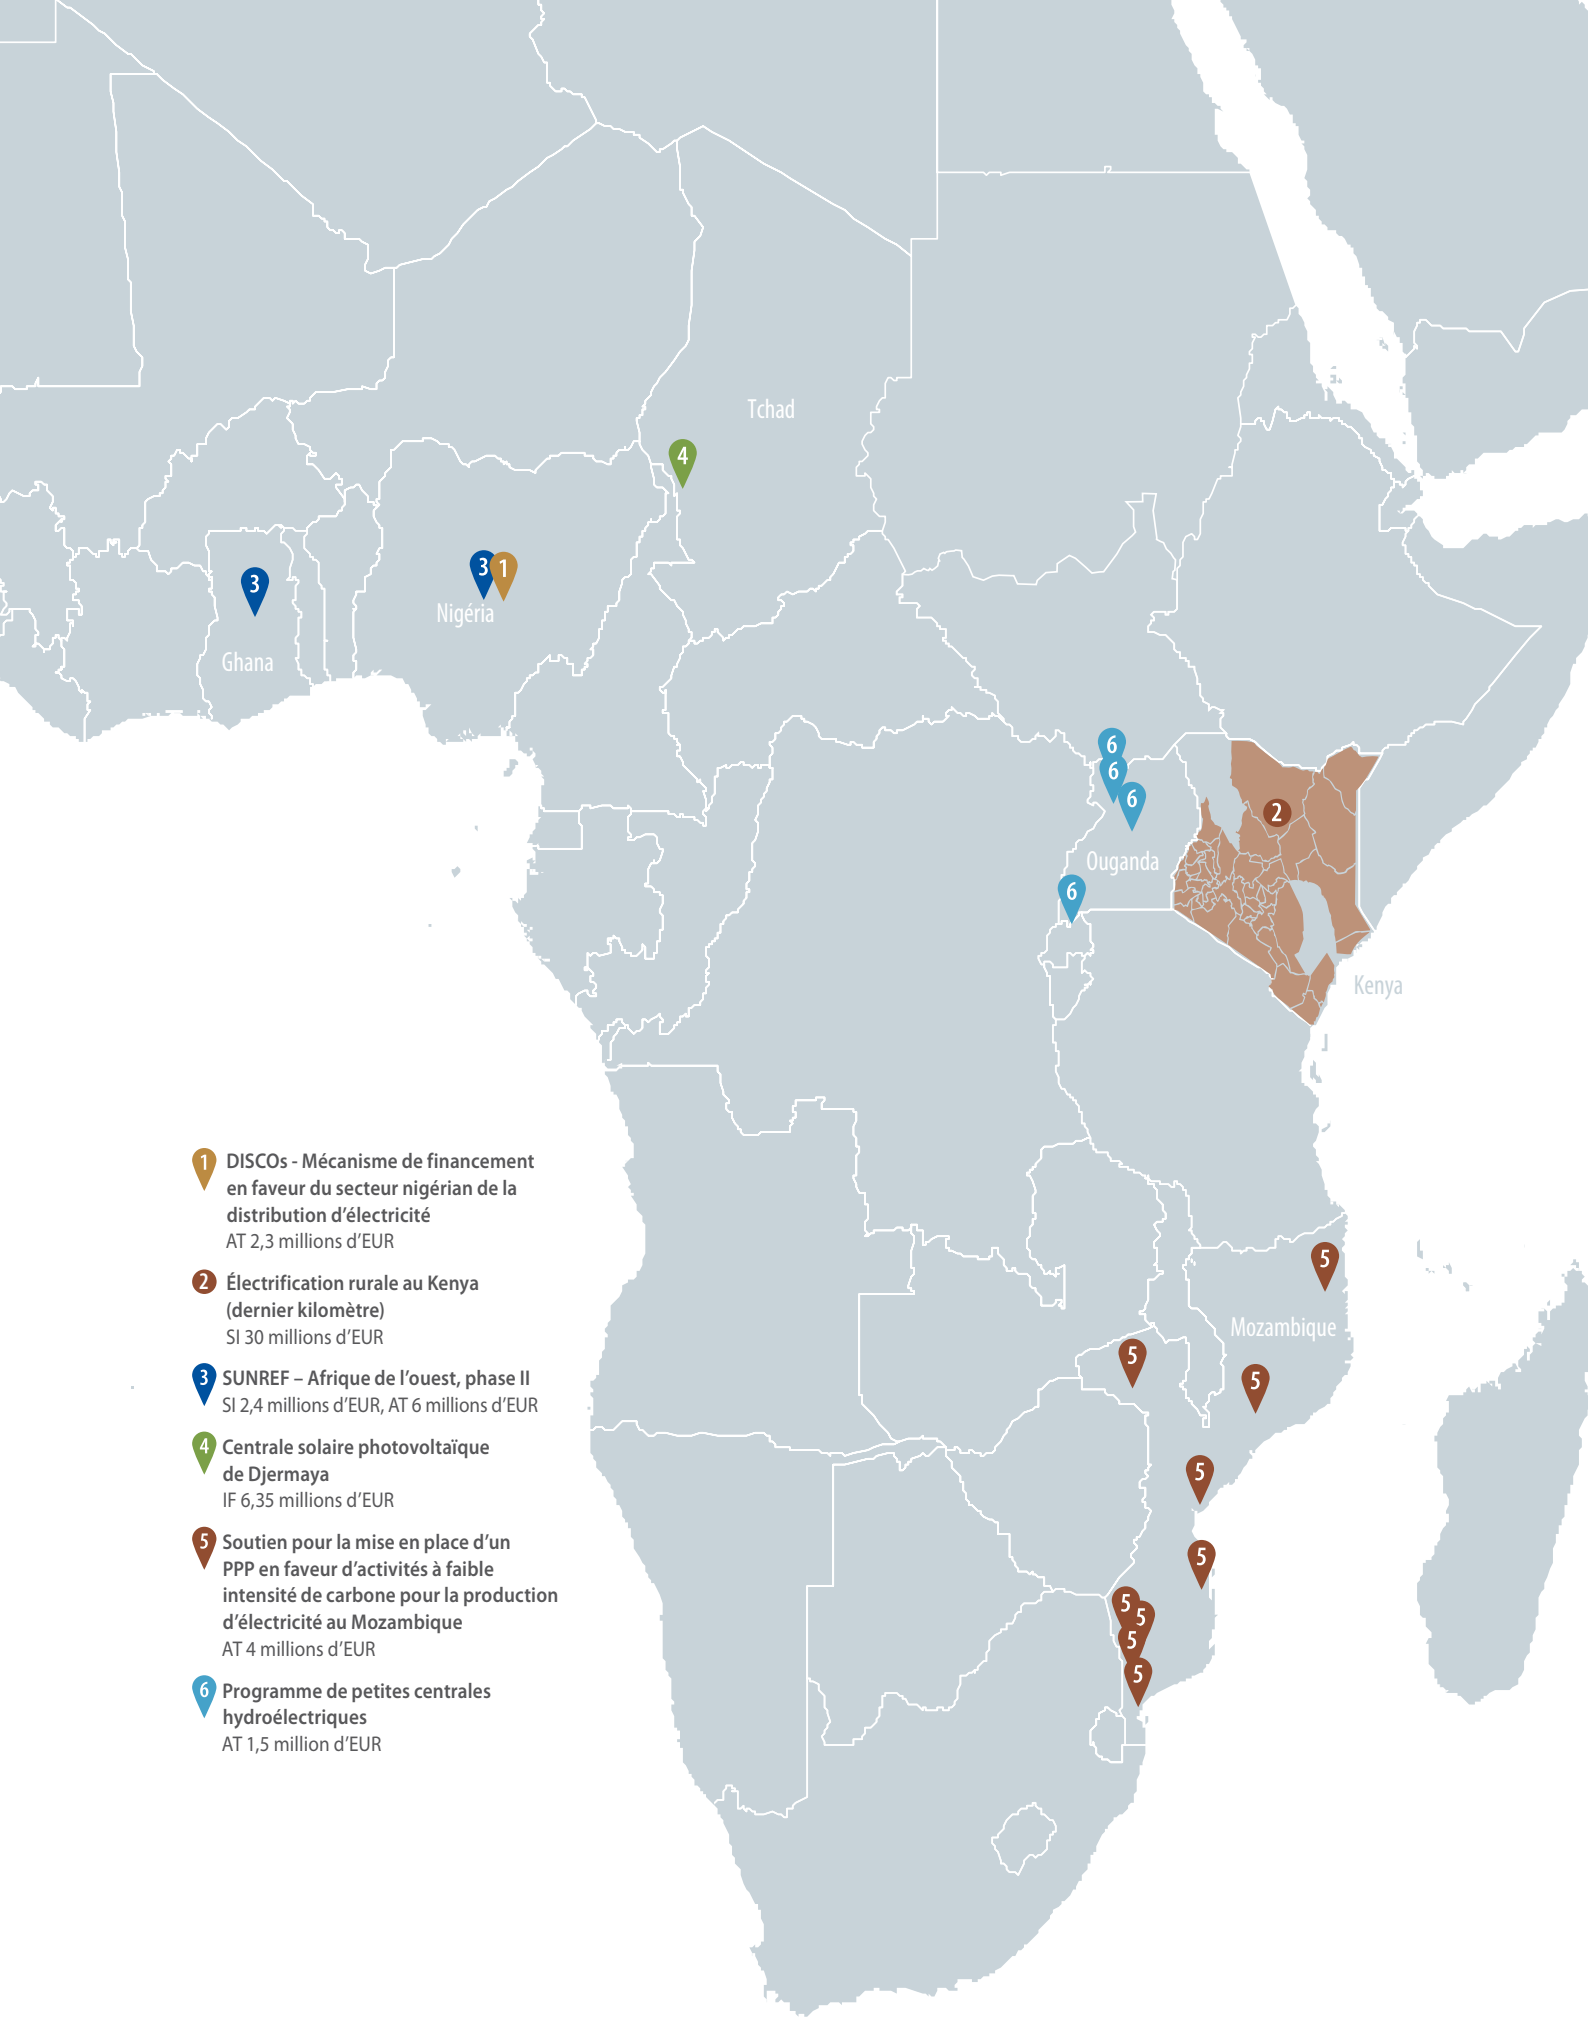 Tchad
4
3
1
3
Nigéria
Ghana
6
6
6
2
Ouganda
6
Kenya
1
DISCOs - Mécanisme de financement
en faveur du secteur nigérian de la
distribution d’électricité
AT 2,3 millions d’EUR
2
Électrification rurale au Kenya
(dernier kilomètre)
SI 30 millions d’EUR
3
SUNREF – Afrique de l’ouest, phase II
SI 2,4 millions d’EUR, AT 6 millions d’EUR
4
Centrale solaire photovoltaïque
de Djermaya
IF 6,35 millions d’EUR
5
Soutien pour la mise en place d’un
PPP en faveur d’activités à faible
intensité de carbone pour la production
d’électricité au Mozambique
AT 4 millions d’EUR
6
Programme de petites centrales
hydroélectriques
AT 1,5 million d’EUR
5
Mozambique
5
5
5
5
5
5
5
5